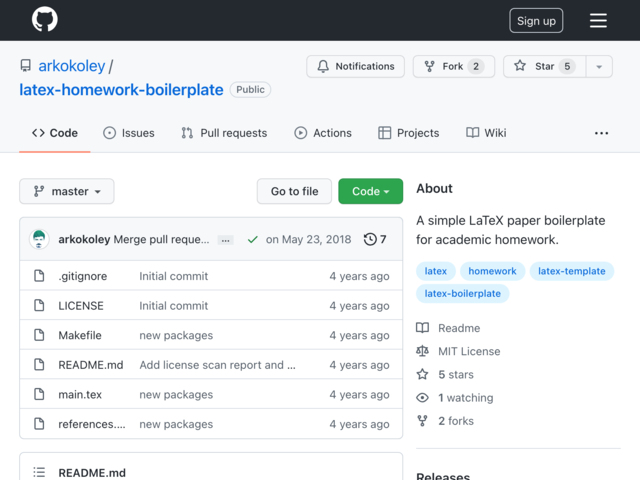 Sign up
arkokoley /
latex-homework-boilerplate Public
Notifications Fork 2 Star 5
Code Issues Pull requests Actions Projects Wiki ...
master Go to file Code
About
A simple LaTeX paper boilerplate
for academic homework.
latex homework latex-template
latex-boilerplate
Readme
MIT License
5 stars
1 watching
2 forks
Releases
arkokoley Merge pull reque... ... on May 23, 2018 7
.gitignore Initial commit 4 years ago
LICENSE Initial commit 4 years ago
Makefile new packages 4 years ago
README.md Add license scan report and ... 4 years ago
main.tex new packages 4 years ago
references.... new packages 4 years ago
README.md